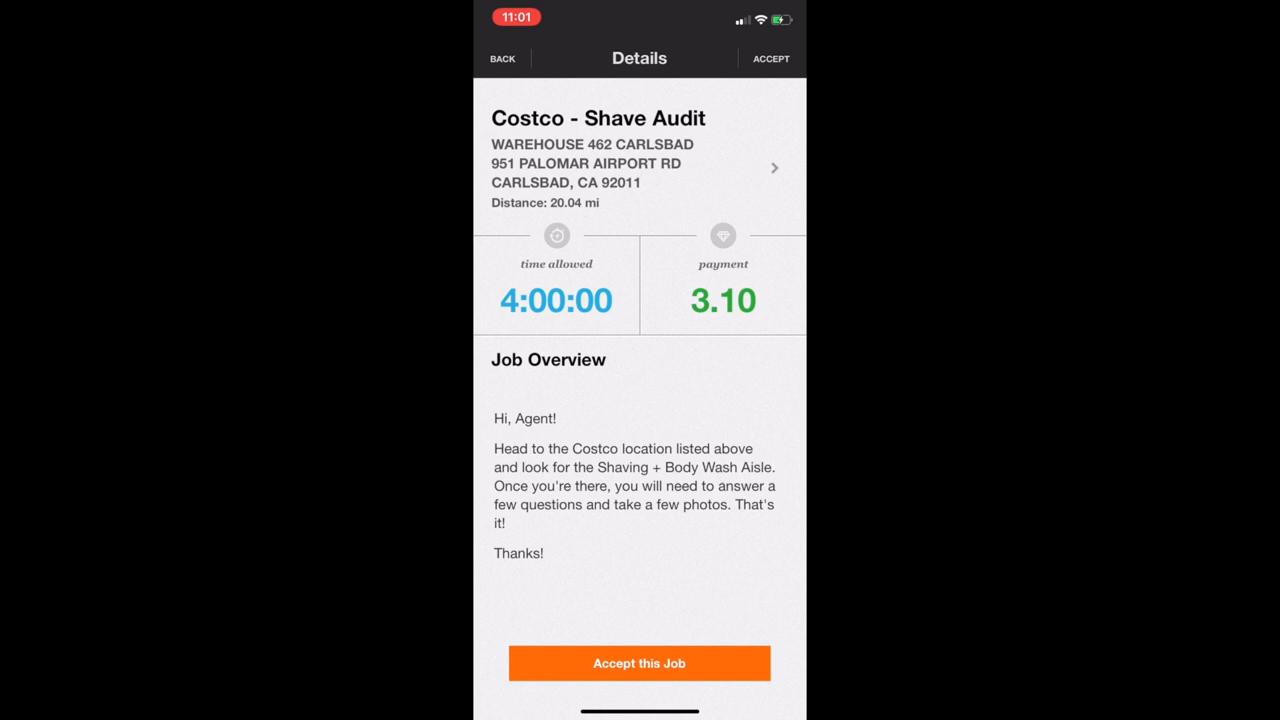 11:01
BACK
Details
ACCEPT
Costco - Shave Audit
WAREHOUSE 462 CARLSBAD
951 PALOMAR AIRPORT RD
CARLSBAD, CA 92011
Distance: 20.04 mi
time allowed
payment
4:00:00
3.10
Job Overview
Hi, Agent!
Head to the Costco location listed above
and look for the Shaving + Body Wash Aisle.
Once you're there, you will need to answer a
few questions and take a few photos. That's
it!
Thanks!
Accept this Job